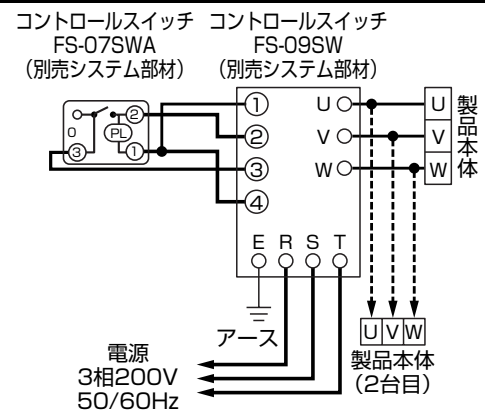 コントロールスイッチ
FS-07SWA
（別売システム部材）
コントロールスイッチ
FS-09SW
（別売システム部材）
0
PL
②
③
①
①
②
③
④
U
V
W
U
V
W
製品本体
E R S T
アース
電源
3相200V
50/60Hz
U V W
製品本体
（2台目）